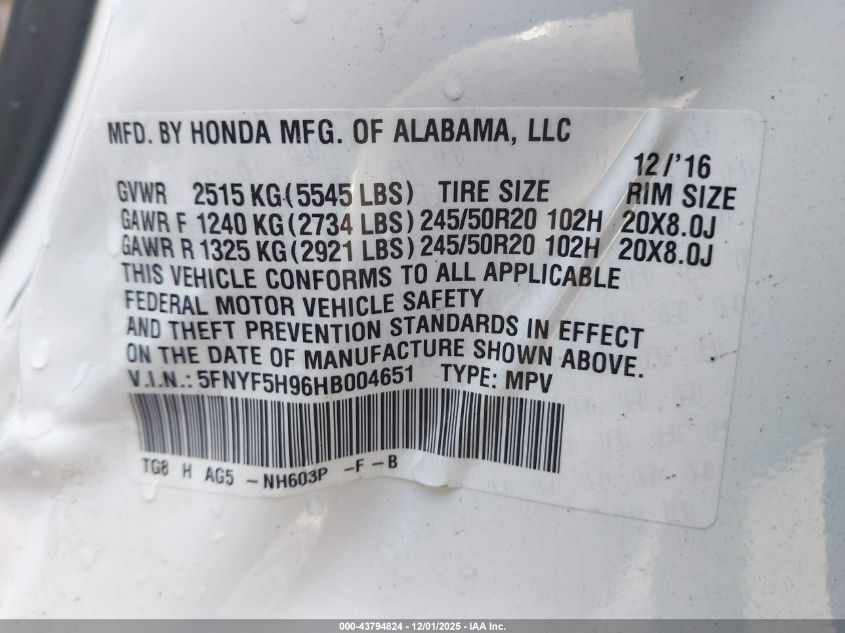 MFD. BY HONDA MFG. OF ALABAMA, LLC
12/'16
GVWR 2515 KG (5545 LBS) TIRE SIZE RIM SIZE
GAWR F 1240 KG (2734 LBS) 245/50R20 102H 20X8.0J
GAWR R 1325 KG (2921 LBS) 245/50R20 102H 20X8.0J
THIS VEHICLE CONFORMS TO ALL APPLICABLE
FEDERAL MOTOR VEHICLE SAFETY
AND THEFT PREVENTION STANDARDS IN EFFECT
ON THE DATE OF MANUFACTURE SHOWN ABOVE.
V.I.N.: 5FNYF5H96HB004651 TYPE: MPV
TG8 H AG5 -NH603P -F-B
000-43794824 - 12/01/2025 - IAA Inc.